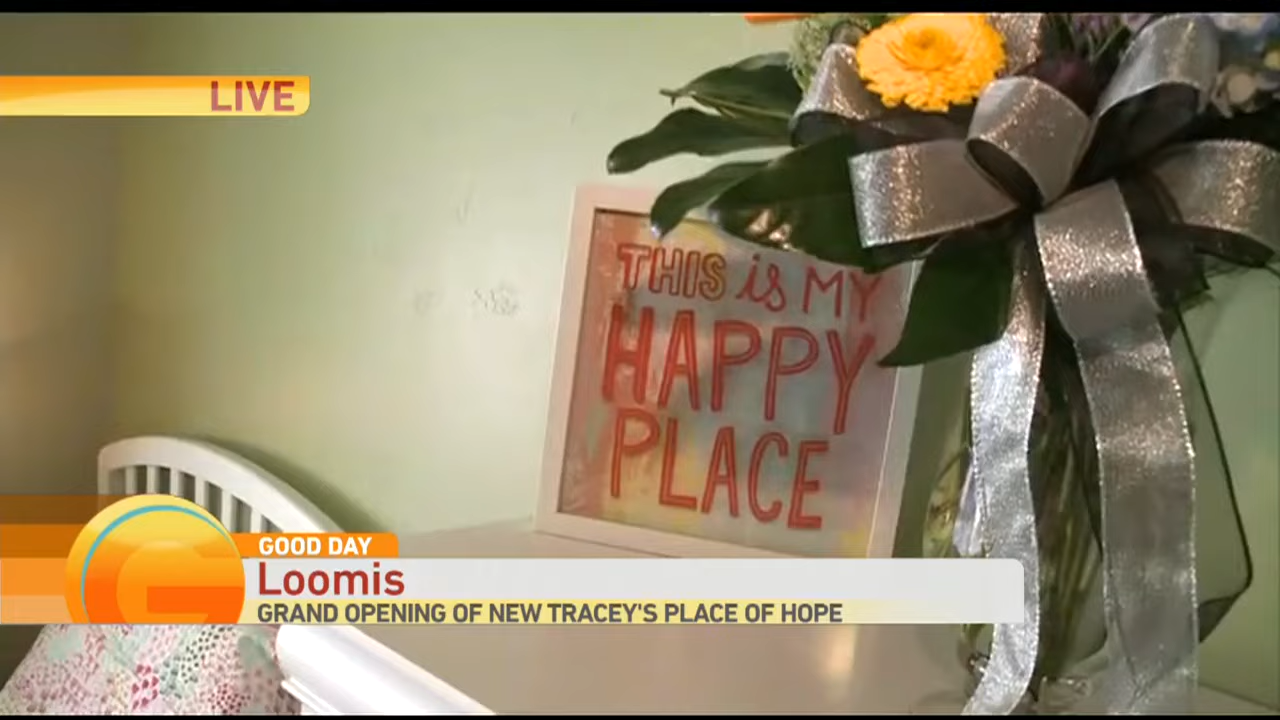 LIVE
THIS is MY
HAPPY
PLACE
GOOD DAY
Loomis
GRAND OPENING OF NEW TRACEY'S PLACE OF HOPE